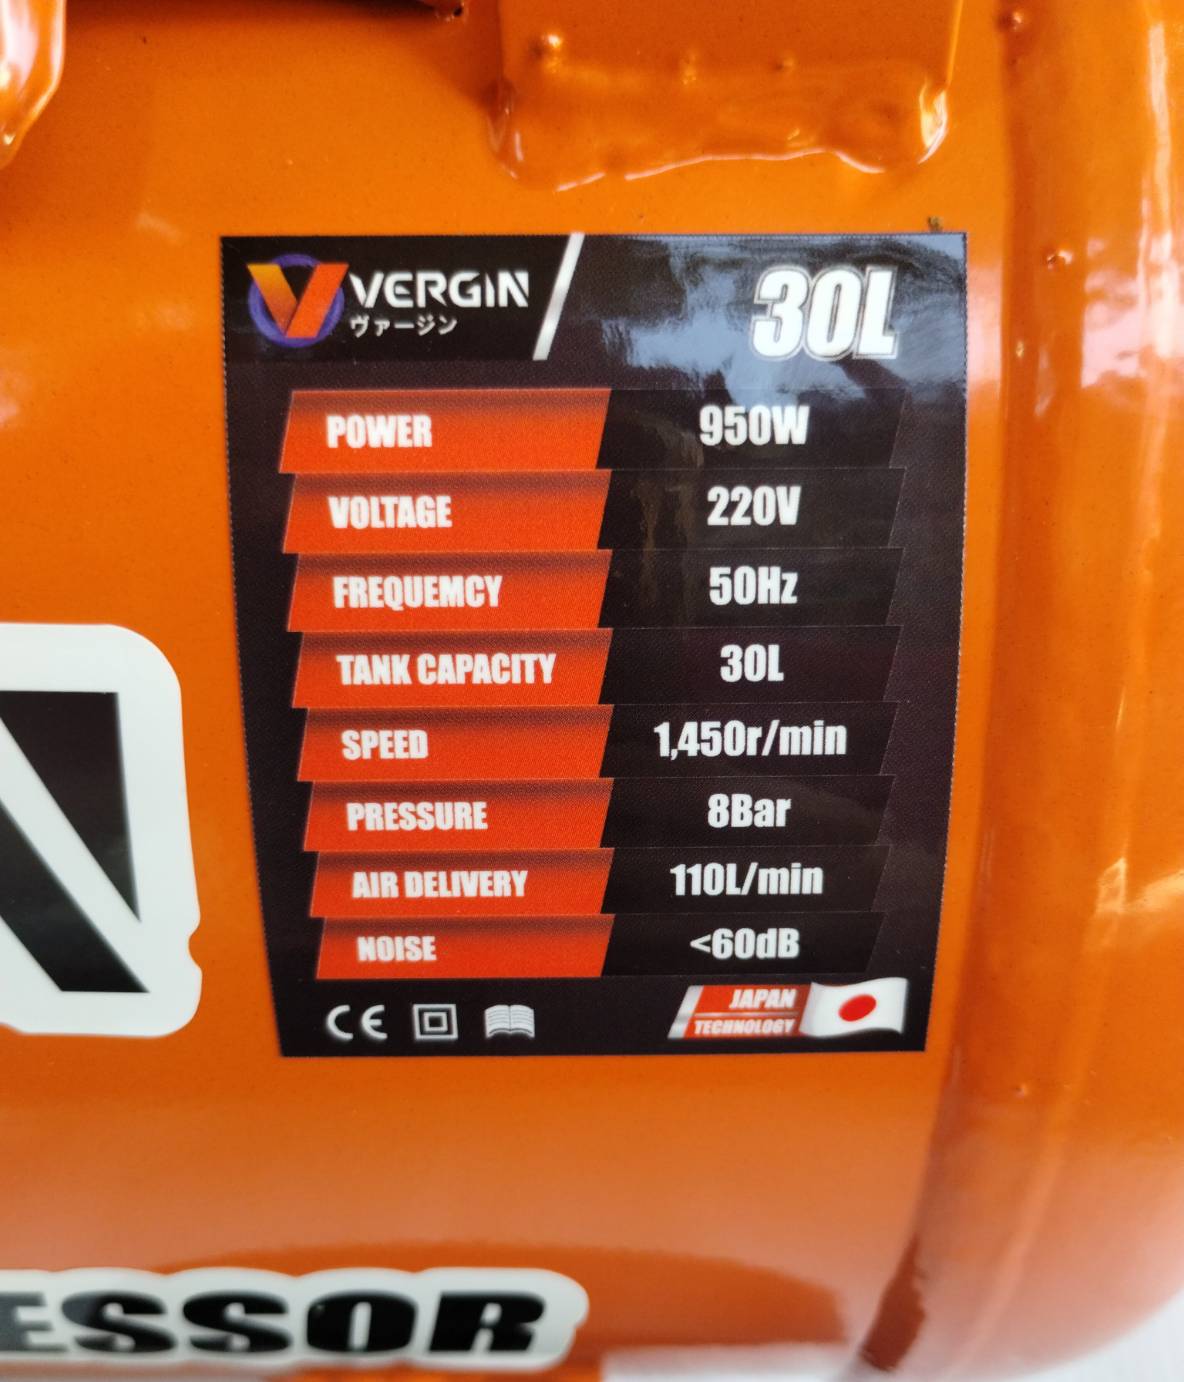 VERGIN
ヴァージン
30L
POWER 950W
VOLTAGE 220V
FREQUEMCY 50Hz
TANK CAPACITY 30L
SPEED 1,450r/min
PRESSURE 8Bar
AIR DELIVERY 110L/min
NOISE <60dB
CE
JAPAN
TECHNOLOGY
N
ESSOR